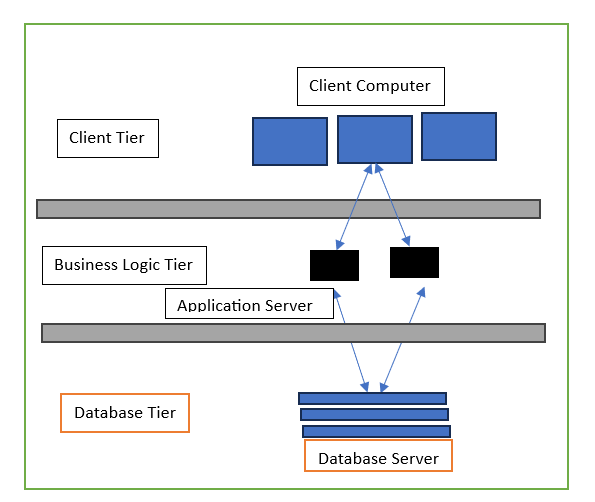 Client Computer
Client Tier
Business Logic Tier
Application Server
Database Tier
Database Server